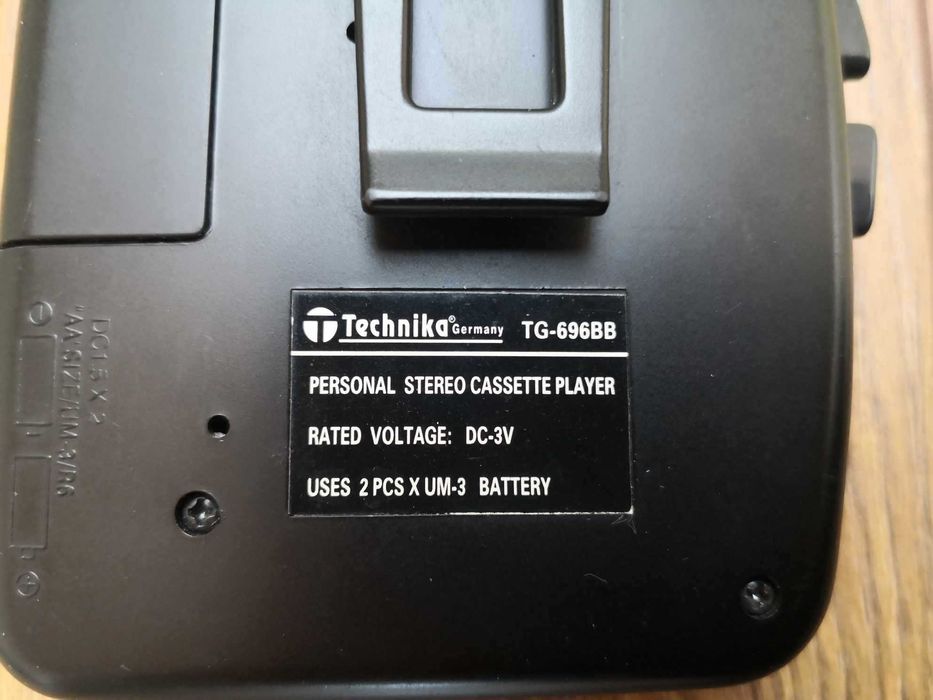 Technika® Germany TG-696BB
PERSONAL STEREO CASSETTE PLAYER
RATED VOLTAGE: DC-3V
USES 2 PCS X UM-3 BATTERY
DC1.5 X 2
"AA SIZE/UM-3/R6